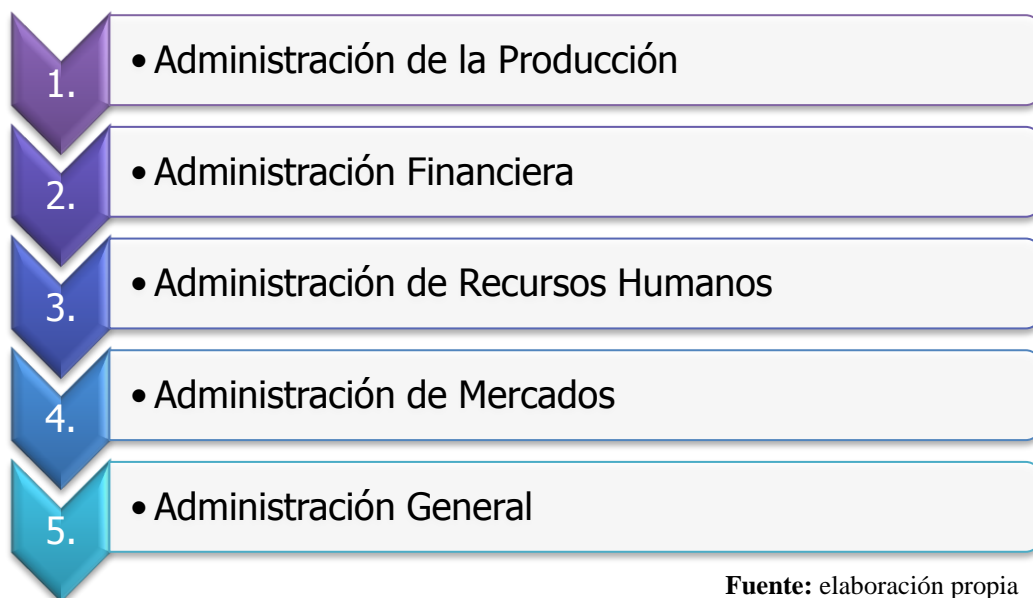 1. • Administración de la Producción
2. • Administración Financiera
3. • Administración de Recursos Humanos
4. • Administración de Mercados
5. • Administración General
Fuente: elaboración propia